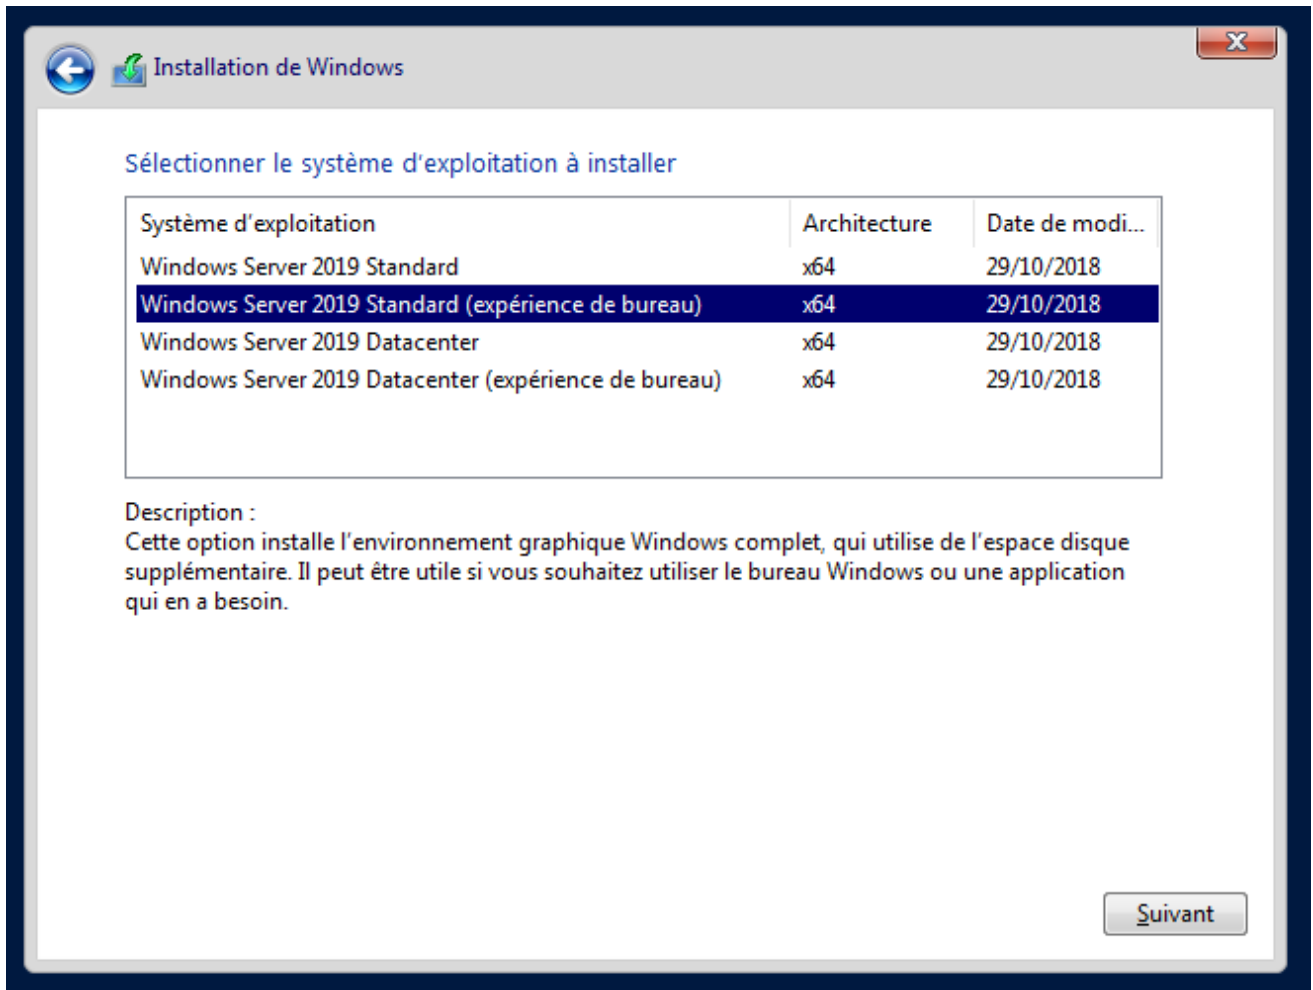 Installation de Windows
Sélectionner le système d'exploitation à installer
Système d'exploitation Architecture Date de modi...
Windows Server 2019 Standard x64 29/10/2018
Windows Server 2019 Standard (expérience de bureau) x64 29/10/2018
Windows Server 2019 Datacenter x64 29/10/2018
Windows Server 2019 Datacenter (expérience de bureau) x64 29/10/2018
Description :
Cette option installe l'environnement graphique Windows complet, qui utilise de l'espace disque
supplémentaire. Il peut être utile si vous souhaitez utiliser le bureau Windows ou une application
qui en a besoin.
Suivant